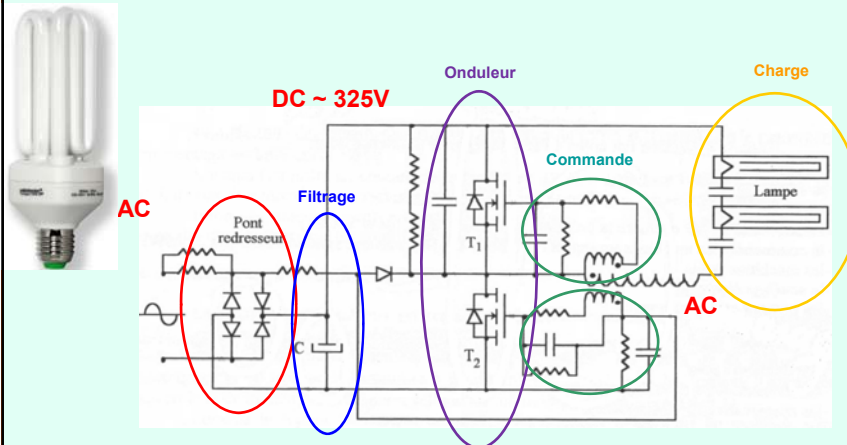 Onduleur
Charge
DC ~ 325V
Commande
Filtrage
Lampe
AC
Pont
redresseur
T1
AC
C
T2